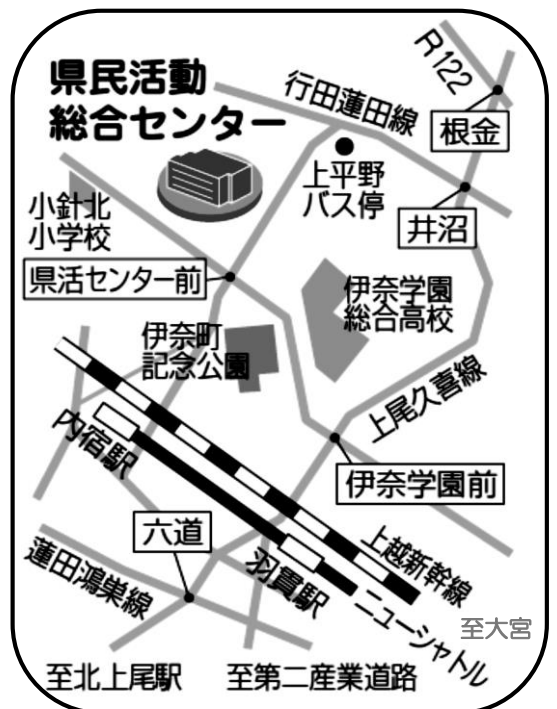 県民活動
総合センター
R122
行田蓮田線
根金
上平野
バス停
井沼
小針北
小学校
県活センター前
伊奈学園
総合高校
伊奈町
記念公園
上尾久喜線
内宿駅
伊奈学園前
六道
羽貫駅
上越新幹線
蓮田鴻巣線
ニューシャトル
至大宮
至北上尾駅
至第二産業道路